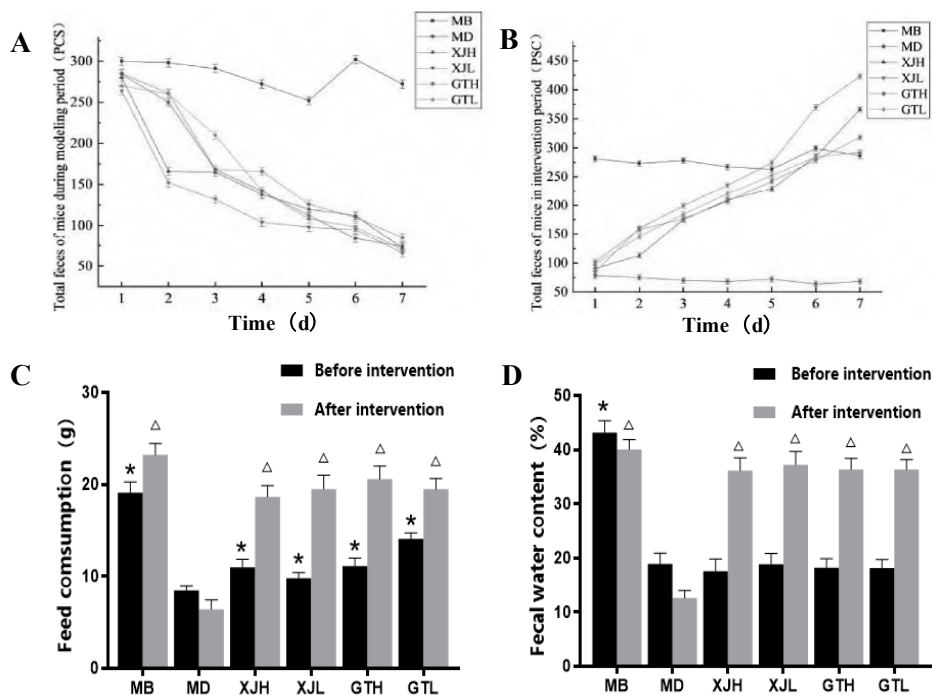 A
Total feces of mice during modeling period (PCS)
300
250
200
150
100
75
50
1 2 3 4 5 6 7
Time (d)
MB
MD
XJH
XJL
GTH
GTL
B
Total feces of mice in intervention period (PSC)
450
400
350
300
250
200
150
100
50
1 2 3 4 5 6 7
Time (d)
MB
MD
XJH
XJL
GTH
GTL
C
Before intervention
After intervention
Feed comsumption (g)
30
20
10
0
* △
* △
* △
* △
* △
MB MD XJH XJL GTH GTL
D
Before intervention
After intervention
Fecal water content (%)
50
40
30
20
10
0
* △
△ △ △ △
MB MD XJH XJL GTH GTL